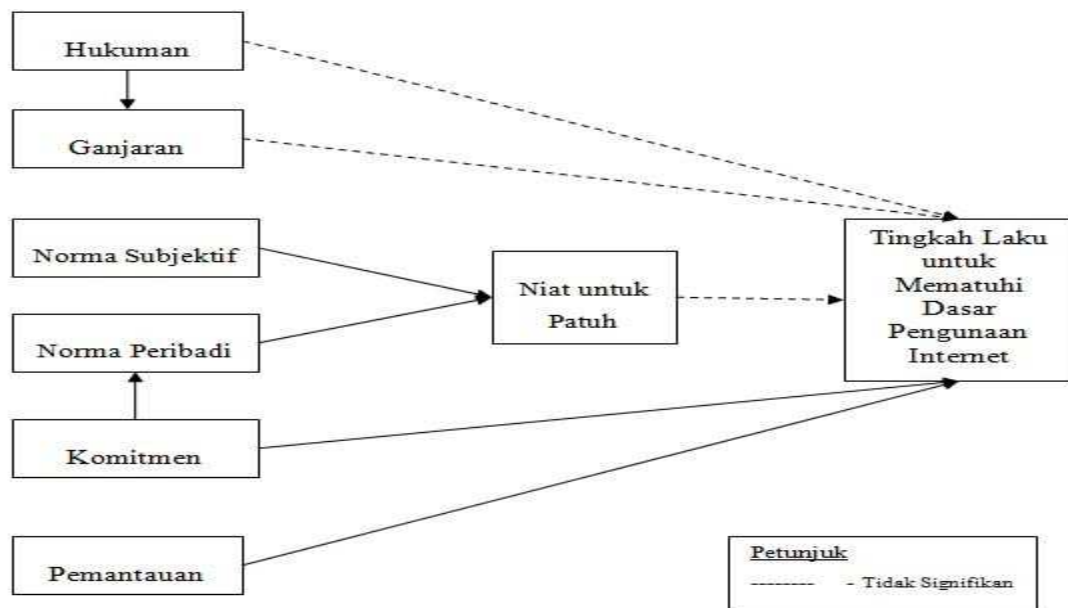 Hukuman
Ganjaran
Norma Subjektif
Norma Peribadi
Komitmen
Pemantauan
Niat untuk
Patuh
Tingkah Laku
untuk
Mematuhi
Dasar
Pengunaan
Internet
Petunjuk
-------- - Tidak Signifikan